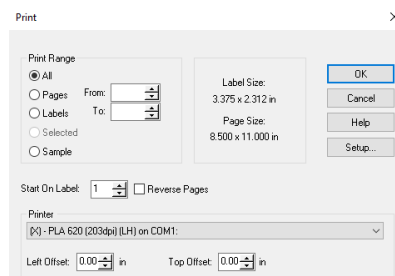 Print
Print Range
All
Pages From:
Labels To:
Selected
Sample
Label Size:
3.375 x 2.312 in
Page Size:
8.500 x 11.000 in
OK
Cancel
Help
Setup...
Start On Label: 1 Reverse Pages
Printer
(X) - PLA 620 (203dpi) (LH) on COM1:
Left Offset: 0.00 in Top Offset: 0.00 in